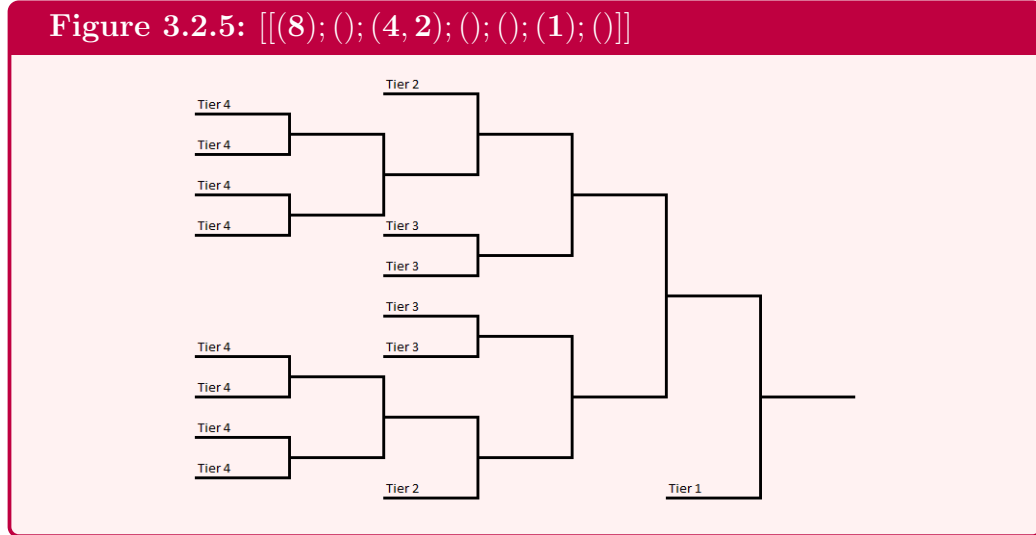 Figure 3.2.5: [[(8); (); (4, 2); (); (); (1); ()]]
Tier 2
Tier 4
Tier 4
Tier 4
Tier 4
Tier 3
Tier 3
Tier 3
Tier 3
Tier 4
Tier 4
Tier 4
Tier 4
Tier 2
Tier 1